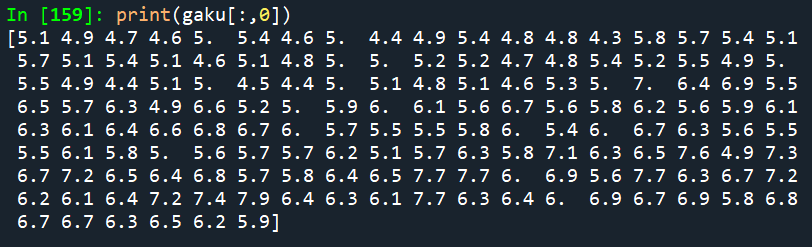 In [159]: print(gaku[:,0])
[5.1 4.9 4.7 4.6 5.  5.4 4.6 5.  4.4 4.9 5.4 4.8 4.8 4.3 5.8 5.7 5.4 5.1
 5.7 5.1 5.4 5.1 4.6 5.1 4.8 5.  5.  5.2 5.2 4.7 4.8 5.4 5.2 5.5 4.9 5.
 5.5 4.9 4.4 5.1 5.  4.5 4.4 5.  5.1 4.8 5.1 4.6 5.3 5.  7.  6.4 6.9 5.5
 6.5 5.7 6.3 4.9 6.6 5.2 5.  5.9 6.  6.1 5.6 6.7 5.6 5.8 6.2 5.6 5.9 6.1
 6.3 6.1 6.4 6.6 6.8 6.7 6.  5.7 5.5 5.5 5.8 6.  5.4 6.  6.7 6.3 5.6 5.5
 5.5 6.1 5.8 5.  5.6 5.7 5.7 6.2 5.1 5.7 6.3 5.8 7.1 6.3 6.5 7.6 4.9 7.3
 6.7 7.2 6.5 6.4 6.8 5.7 5.8 6.4 6.5 7.7 7.7 6.  6.9 5.6 7.7 6.3 6.7 7.2
 6.2 6.1 6.4 7.2 7.4 7.9 6.4 6.3 6.1 7.7 6.3 6.4 6.  6.9 6.7 6.9 5.8 6.8
 6.7 6.7 6.3 6.5 6.2 5.9]